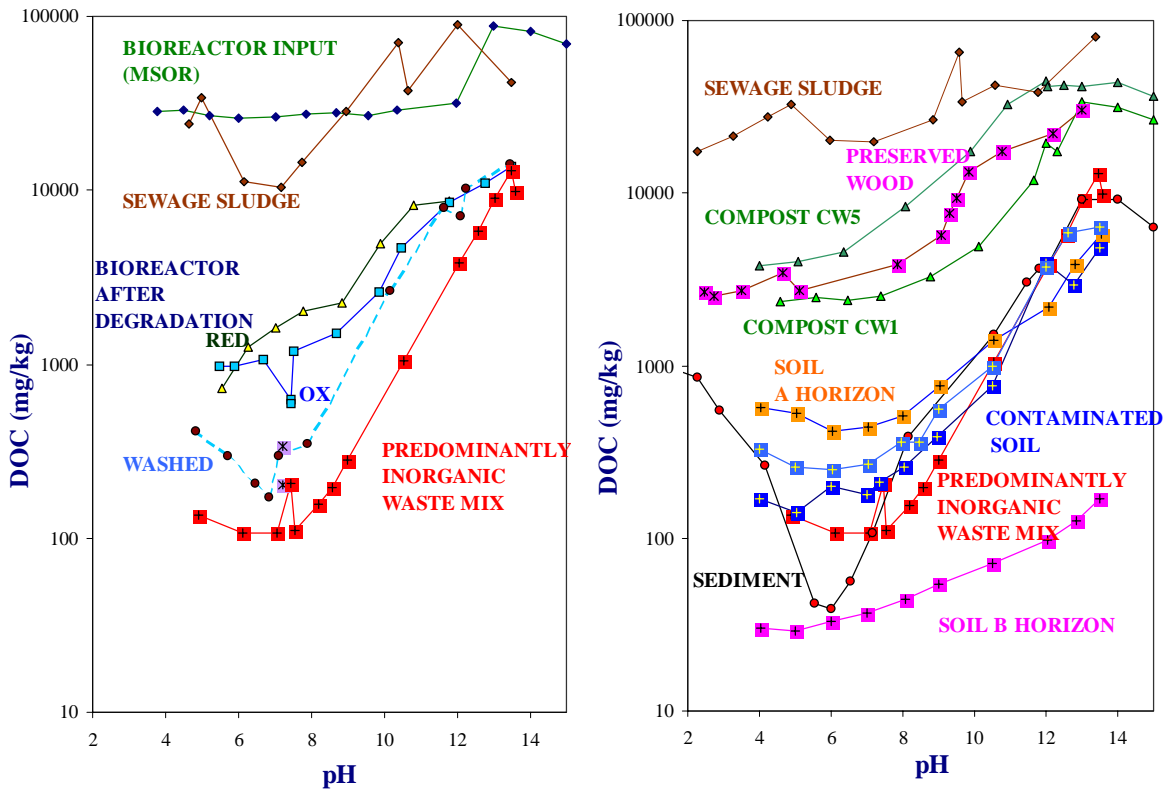 100000
10000
1000
100
10
2
4
6
8
10
12
14
pH
DOC (mg/kg)
BIOREACTOR INPUT
(MSOR)
SEWAGE SLUDGE
BIOREACTOR
AFTER
DEGRADATION
RED
OX
WASHED
PREDOMINANTLY
INORGANIC
WASTE MIX
100000
10000
1000
100
10
2
4
6
8
10
12
14
pH
DOC (mg/kg)
SEWAGE SLUDGE
PRESERVED
WOOD
COMPOST CW5
COMPOST CW1
SOIL
A HORIZON
CONTAMINATED
SOIL
PREDOMINANTLY
INORGANIC
WASTE MIX
SEDIMENT
SOIL B HORIZON